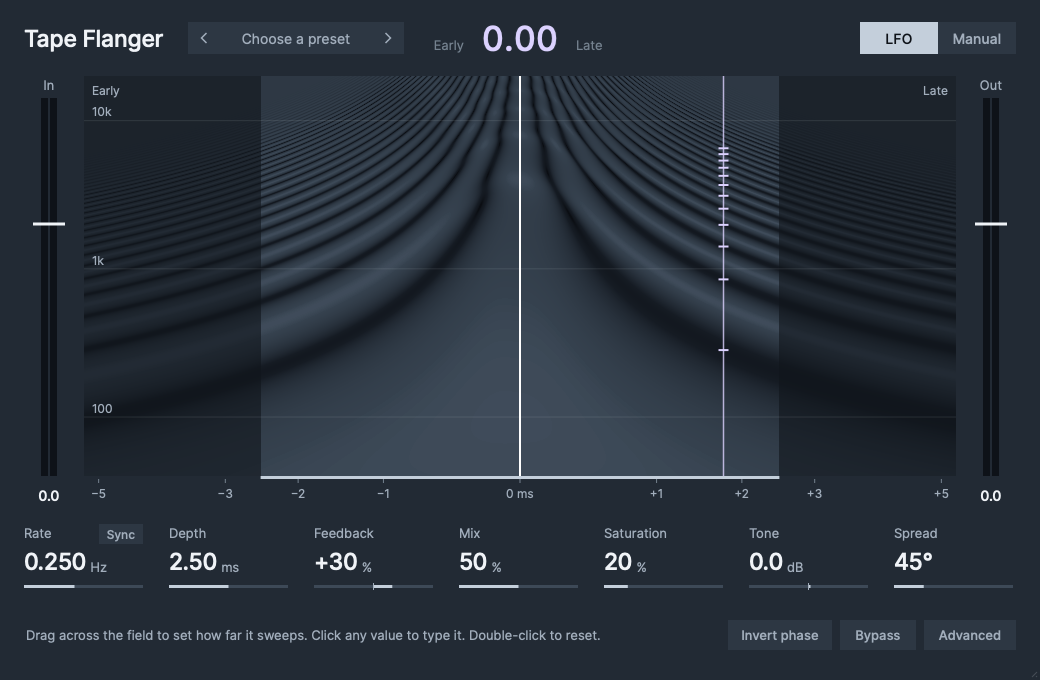 Tape Flanger
Choose a preset
Early 0.00 Late
LFO Manual
In
Out
Early
Late
10k
1k
100
−5 −3 −2 −1 0 ms +1 +2 +3 +5
0.0
0.0
Rate Sync Depth Feedback Mix Saturation Tone Spread
0.250 Hz 2.50 ms +30 % 50 % 20 % 0.0 dB 45°
Drag across the field to set how far it sweeps. Click any value to type it. Double-click to reset.
Invert phase Bypass Advanced